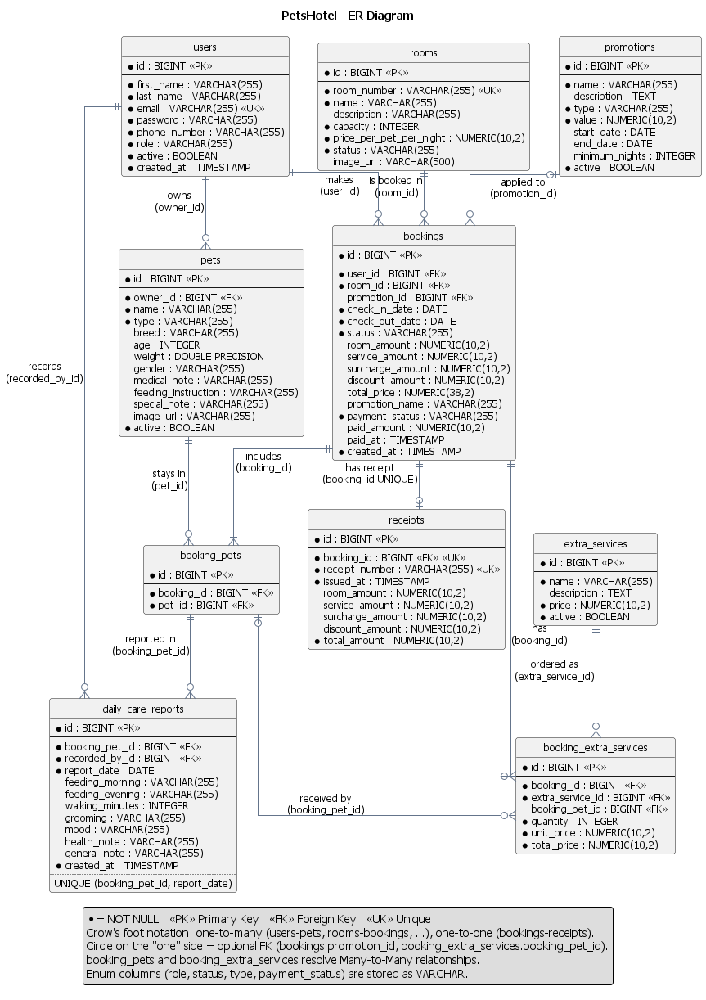 PetsHotel - ER Diagram
users
● id : BIGINT «PK»
● first_name : VARCHAR(255)
● last_name : VARCHAR(255)
● email : VARCHAR(255) «UK»
● password : VARCHAR(255)
● phone_number : VARCHAR(255)
● role : VARCHAR(255)
● active : BOOLEAN
● created_at : TIMESTAMP
rooms
● id : BIGINT «PK»
● room_number : VARCHAR(255) «UK»
● name : VARCHAR(255)
description : VARCHAR(255)
● capacity : INTEGER
● price_per_pet_per_night : NUMERIC(10,2)
● status : VARCHAR(255)
image_url : VARCHAR(500)
promotions
● id : BIGINT «PK»
● name : VARCHAR(255)
description : TEXT
● type : VARCHAR(255)
● value : NUMERIC(10,2)
start_date : DATE
end_date : DATE
minimum_nights : INTEGER
● active : BOOLEAN
owns
(owner_id)
makes
(user_id)
is booked in
(room_id)
applied to
(promotion_id)
pets
● id : BIGINT «PK»
● owner_id : BIGINT «FK»
● name : VARCHAR(255)
● type : VARCHAR(255)
breed : VARCHAR(255)
age : INTEGER
weight : DOUBLE PRECISION
gender : VARCHAR(255)
medical_note : VARCHAR(255)
feeding_instruction : VARCHAR(255)
special_note : VARCHAR(255)
image_url : VARCHAR(255)
● active : BOOLEAN
bookings
● id : BIGINT «PK»
● user_id : BIGINT «FK»
● room_id : BIGINT «FK»
promotion_id : BIGINT «FK»
● check_in_date : DATE
● check_out_date : DATE
● status : VARCHAR(255)
room_amount : NUMERIC(10,2)
service_amount : NUMERIC(10,2)
surcharge_amount : NUMERIC(10,2)
discount_amount : NUMERIC(10,2)
total_price : NUMERIC(38,2)
promotion_name : VARCHAR(255)
● payment_status : VARCHAR(255)
paid_amount : NUMERIC(10,2)
paid_at : TIMESTAMP
● created_at : TIMESTAMP
records
(recorded_by_id)
stays in
(pet_id)
includes
(booking_id)
has receipt
(booking_id UNIQUE)
booking_pets
● id : BIGINT «PK»
● booking_id : BIGINT «FK»
● pet_id : BIGINT «FK»
receipts
● id : BIGINT «PK»
● booking_id : BIGINT «FK» «UK»
● receipt_number : VARCHAR(255) «UK»
● issued_at : TIMESTAMP
room_amount : NUMERIC(10,2)
service_amount : NUMERIC(10,2)
surcharge_amount : NUMERIC(10,2)
discount_amount : NUMERIC(10,2)
● total_amount : NUMERIC(10,2)
extra_services
● id : BIGINT «PK»
● name : VARCHAR(255)
description : TEXT
● price : NUMERIC(10,2)
● active : BOOLEAN
has
(booking_id)
reported in
(booking_pet_id)
ordered as
(extra_service_id)
daily_care_reports
● id : BIGINT «PK»
● booking_pet_id : BIGINT «FK»
● recorded_by_id : BIGINT «FK»
● report_date : DATE
feeding_morning : VARCHAR(255)
feeding_evening : VARCHAR(255)
walking_minutes : INTEGER
grooming : VARCHAR(255)
mood : VARCHAR(255)
health_note : VARCHAR(255)
general_note : VARCHAR(255)
● created_at : TIMESTAMP
UNIQUE (booking_pet_id, report_date)
received by
(booking_pet_id)
booking_extra_services
● id : BIGINT «PK»
● booking_id : BIGINT «FK»
● extra_service_id : BIGINT «FK»
booking_pet_id : BIGINT «FK»
● quantity : INTEGER
● unit_price : NUMERIC(10,2)
● total_price : NUMERIC(10,2)
● = NOT NULL «PK» Primary Key «FK» Foreign Key «UK» Unique
Crow's foot notation: one-to-many (users-pets, rooms-bookings, ...), one-to-one (bookings-receipts).
Circle on the "one" side = optional FK (bookings.promotion_id, booking_extra_services.booking_pet_id).
booking_pets and booking_extra_services resolve Many-to-Many relationships.
Enum columns (role, status, type, payment_status) are stored as VARCHAR.